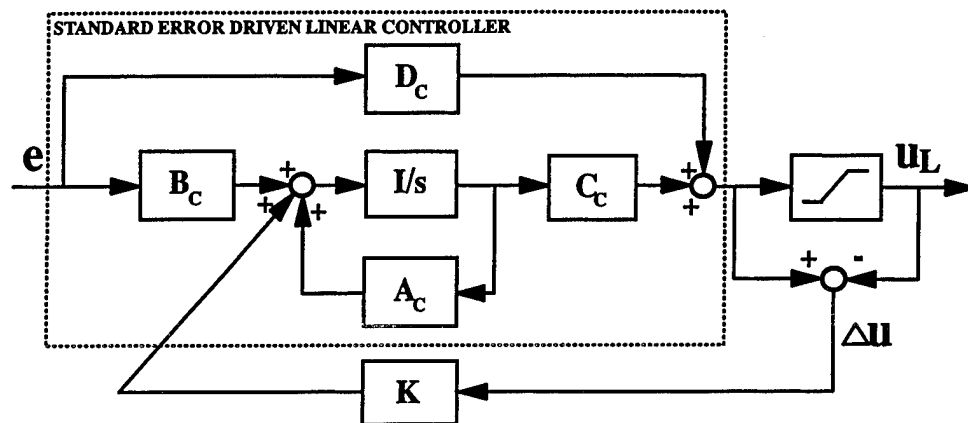 STANDARD ERROR DRIVEN LINEAR CONTROLLER
D_C
e
B_C
+
+
+
I/s
C_C
+
+
u_L
A_C
+
-
Δu
K